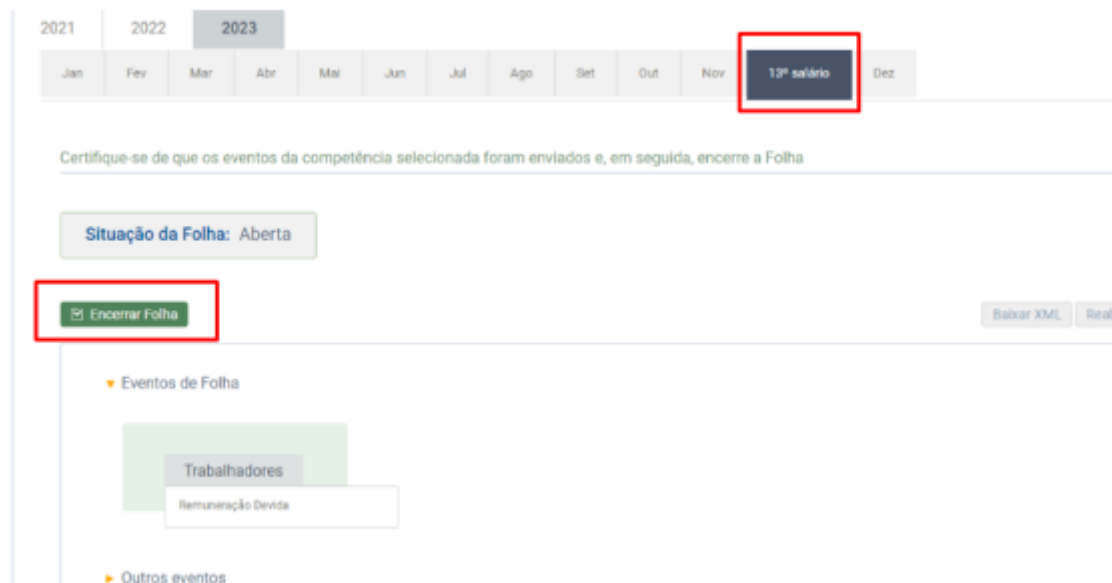 2021 2022 2023
Jan Fev Mar Abr Mai Jun Jul Ago Set Out Nov 13º salário Dez
Certifique-se de que os eventos da competência selecionada foram enviados e, em seguida, encerre a Folha
Situação da Folha: Aberta
Encerrar Folha Baixar XML Reab
Eventos de Folha
Trabalhadores
Remuneração Devida
Outros eventos